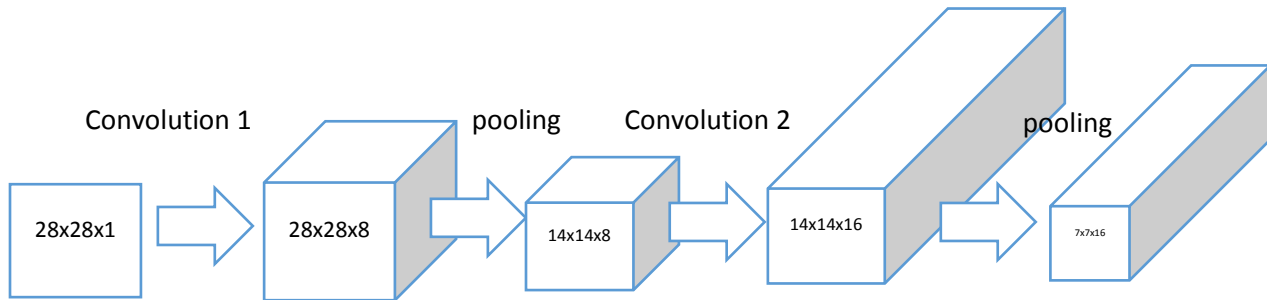 Convolution 1
pooling
Convolution 2
pooling
28x28x1
28x28x8
14x14x8
14x14x16
7x7x16